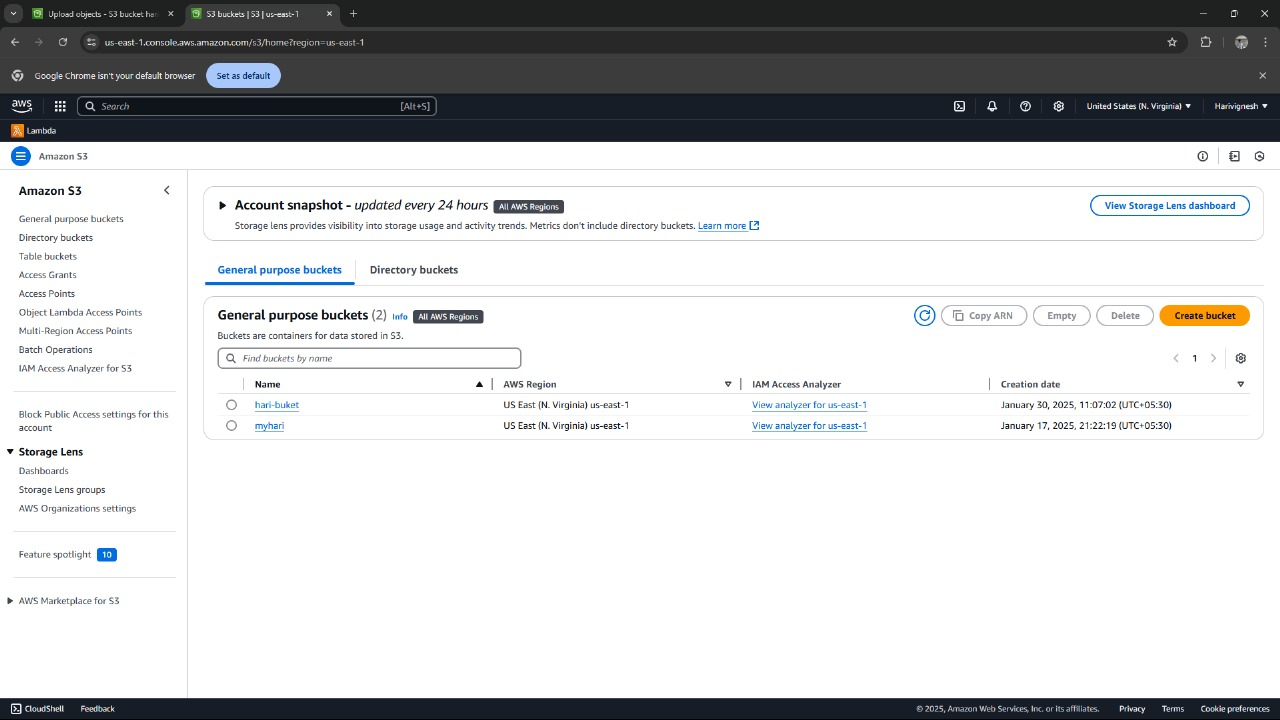 Upload objects - S3 bucket har
S3 buckets | S3 | us-east-1
us-east-1.console.aws.amazon.com/s3/home?region=us-east-1
Google Chrome isn't your default browser
Set as default
aws
Search
[Alt+S]
United States (N. Virginia)
Harivignesh
Lambda
Amazon S3
Amazon S3
General purpose buckets
Directory buckets
Table buckets
Access Grants
Access Points
Object Lambda Access Points
Multi-Region Access Points
Batch Operations
IAM Access Analyzer for S3
Block Public Access settings for this
account
Storage Lens
Dashboards
Storage Lens groups
AWS Organizations settings
Feature spotlight 10
AWS Marketplace for S3
Account snapshot - updated every 24 hours All AWS Regions
View Storage Lens dashboard
Storage lens provides visibility into storage usage and activity trends. Metrics don't include directory buckets. Learn more
General purpose buckets Directory buckets
General purpose buckets (2) Info All AWS Regions
Copy ARN Empty Delete Create bucket
Buckets are containers for data stored in S3.
Find buckets by name
1
Name AWS Region IAM Access Analyzer Creation date
hari-buket US East (N. Virginia) us-east-1 View analyzer for us-east-1 January 30, 2025, 11:07:02 (UTC+05:30)
myhari US East (N. Virginia) us-east-1 View analyzer for us-east-1 January 17, 2025, 21:22:19 (UTC+05:30)
CloudShell Feedback © 2025, Amazon Web Services, Inc. or its affiliates. Privacy Terms Cookie preferences